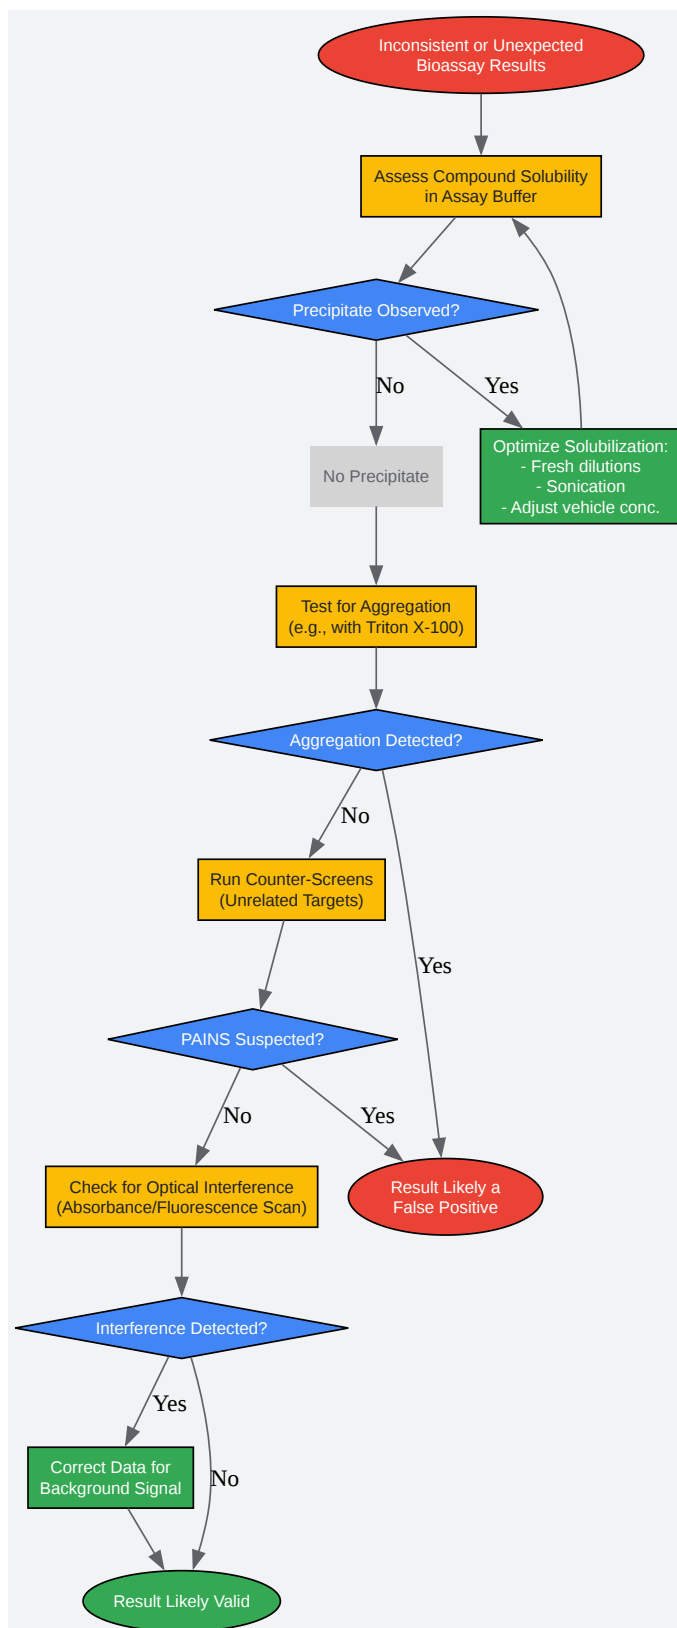 Inconsistent or Unexpected
Bioassay Results
Assess Compound Solubility
in Assay Buffer
Precipitate Observed?
No
Yes
Optimize Solubilization:
- Fresh dilutions
- Sonication
- Adjust vehicle conc.
No Precipitate
Test for Aggregation
(e.g., with Triton X-100)
Aggregation Detected?
No
Run Counter-Screens
(Unrelated Targets)
Yes
PAINS Suspected?
No
Yes
Check for Optical Interference
(Absorbance/Fluorescence Scan)
Result Likely a
False Positive
Interference Detected?
Yes
Correct Data for
Background Signal
No
Result Likely Valid